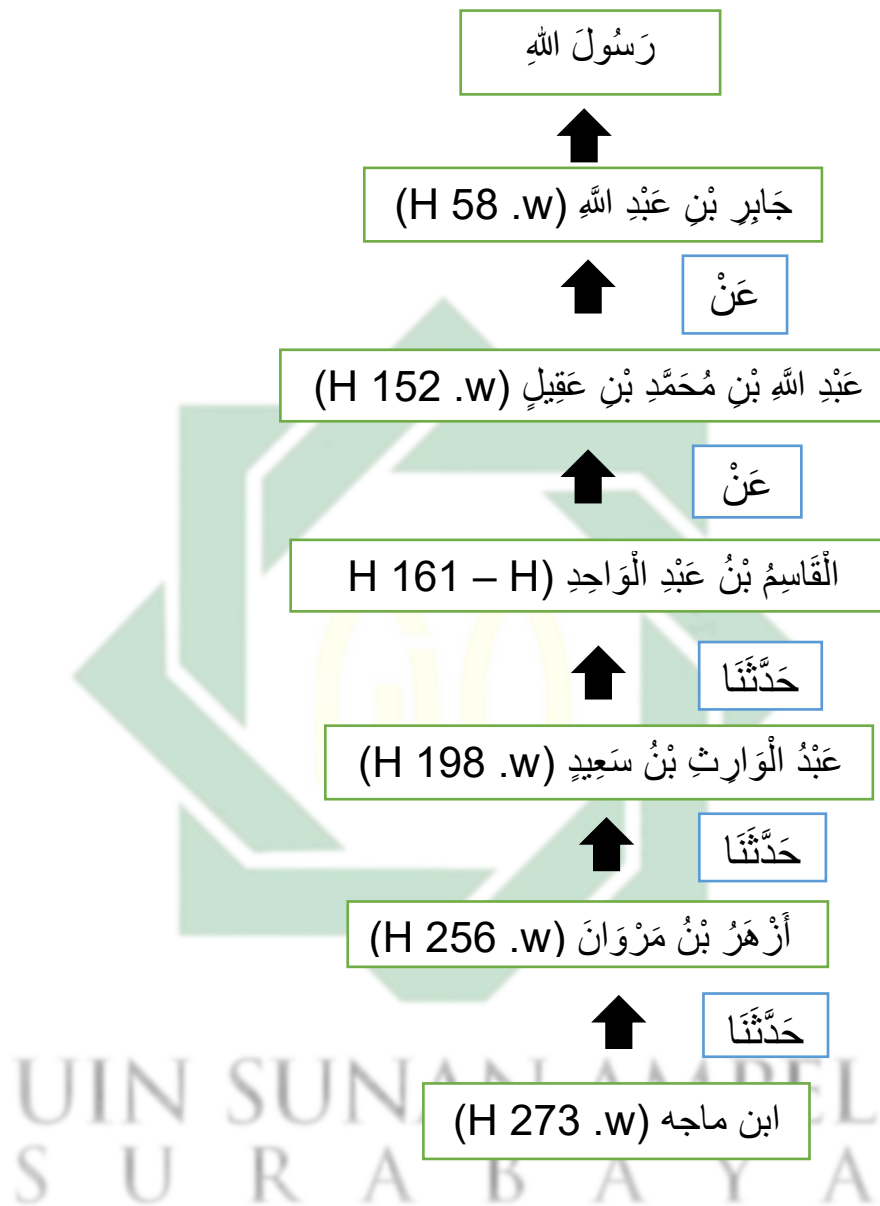 رَسُولَ اللهِ
جَابِرِ بْنِ عَبْدِ اللَّهِ (w. 58 H)
عَنْ
عَبْدِ اللَّهِ بْنِ مُحَمَّدِ بْنِ عَقِيلٍ (w. 152 H)
عَنْ
الْقَاسِمُ بْنُ عَبْدِ الْوَاحِدِ (H – 161 H
حَدَّثَنَا
عَبْدُ الْوَارِثِ بْنُ سَعِيدٍ (w. 198 H)
حَدَّثَنَا
أَزْهَرُ بْنُ مَرْوَانَ (w. 256 H)
حَدَّثَنَا
ابن ماجه (w. 273 H)
UIN SUNAN AMPEL
SURABAYA